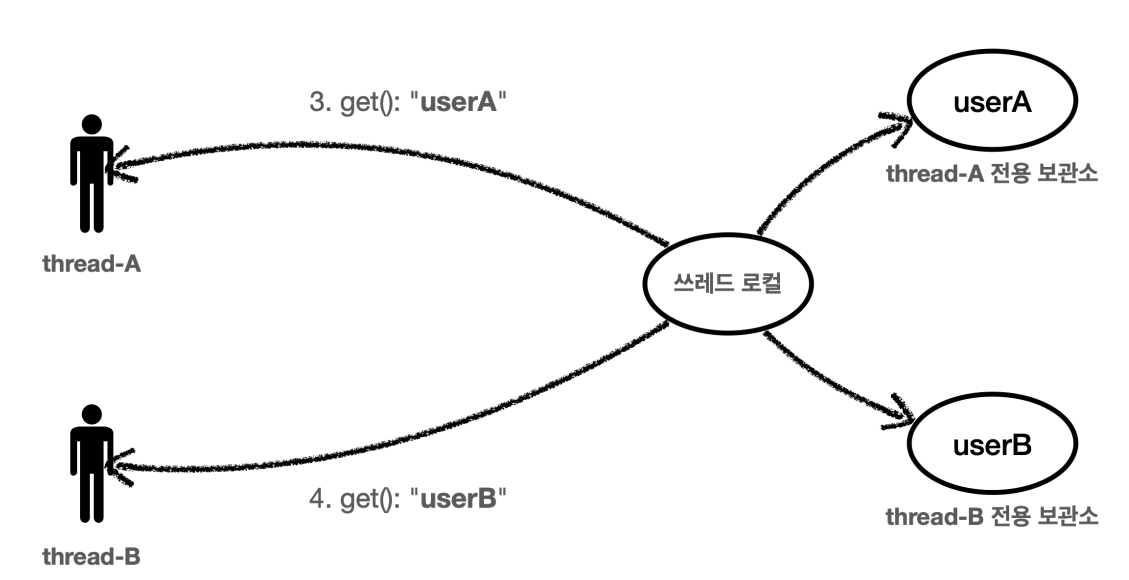 userA
3. get(): "userA"
thread-A 전용 보관소
thread-A
쓰레드 로컬
userB
4. get(): "userB"
thread-B 전용 보관소
thread-B